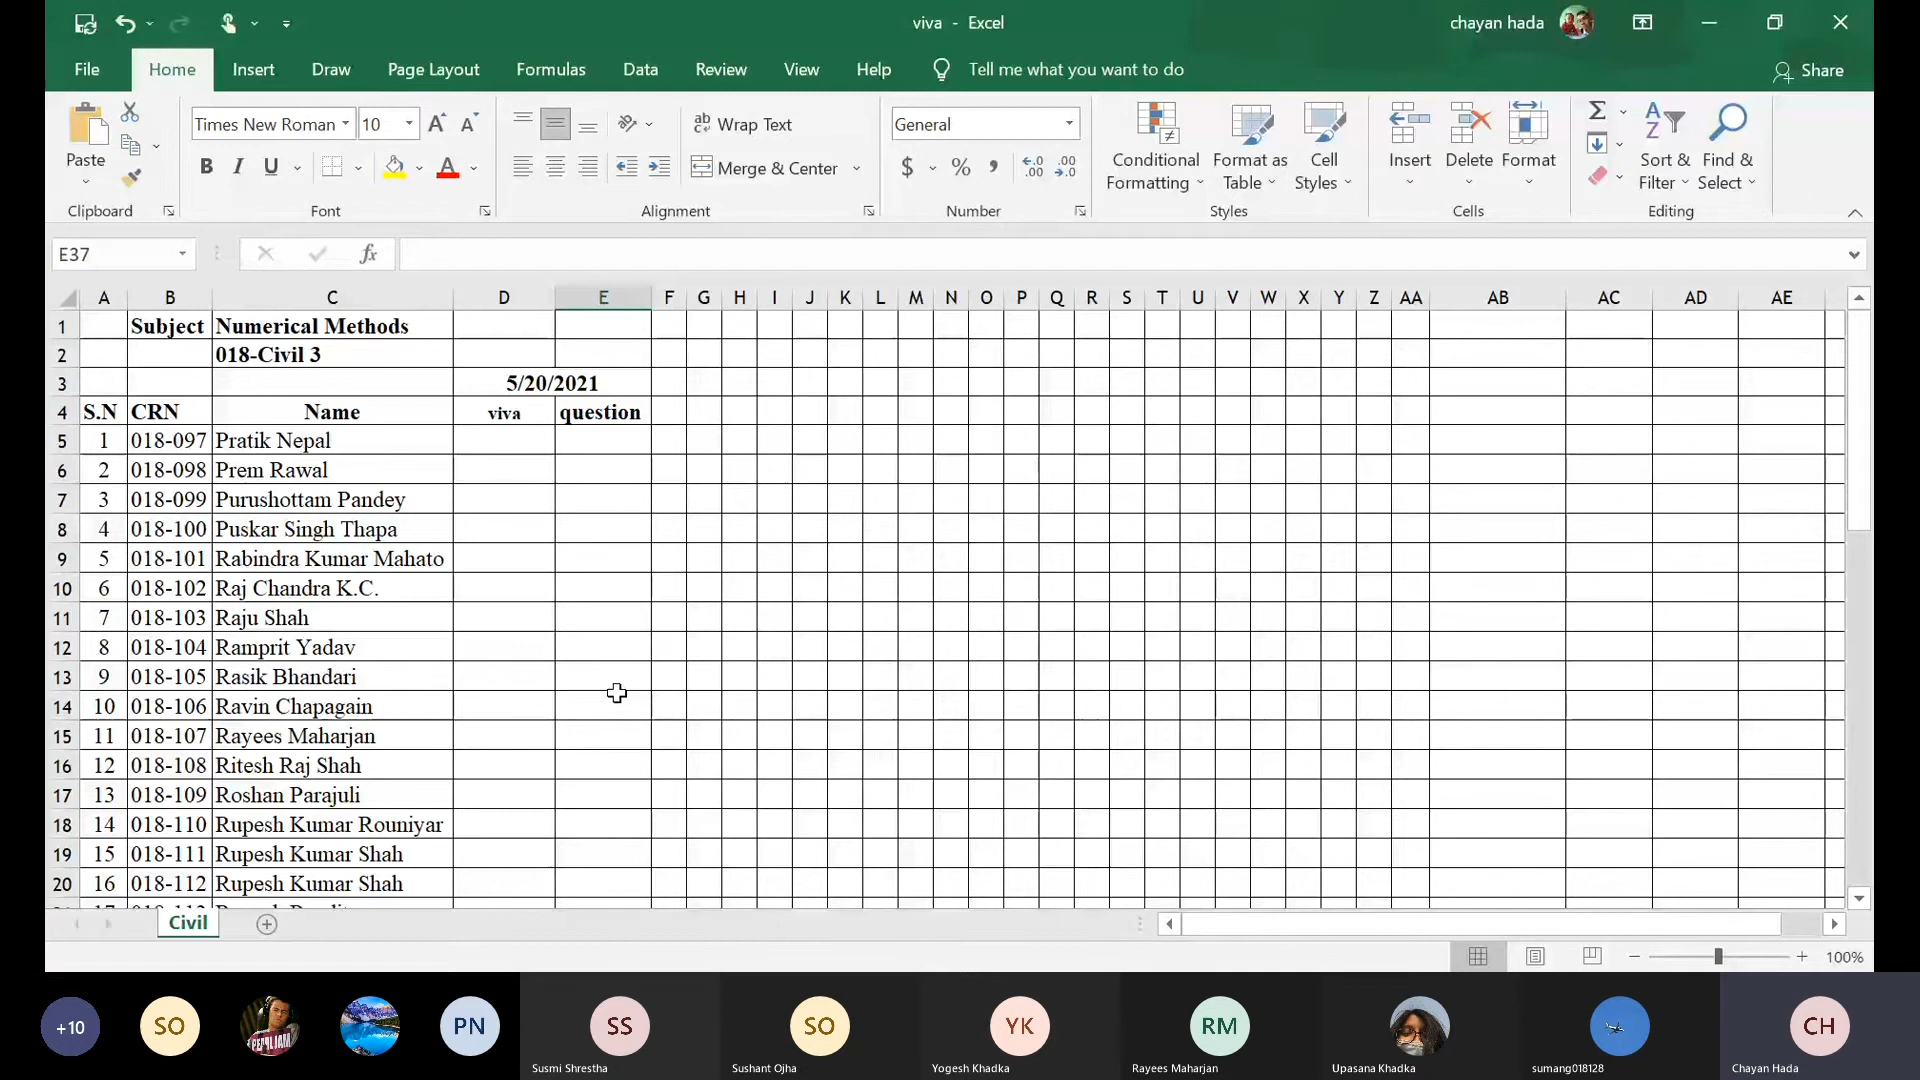 viva - Excel
chayan hada
File Home Insert Draw Page Layout Formulas Data Review View Help Tell me what you want to do Share
Times New Roman 10 Wrap Text General
Paste B I U A Merge & Center $ % Conditional Formatting Format as Table Cell Styles Insert Delete Format Sort & Filter Find & Select
Clipboard Font Alignment Number Styles Cells Editing
E37 fx
A B C D E F G H I J K L M N O P Q R S T U V W X Y Z AA AB AC AD AE
1 Subject Numerical Methods
2 018-Civil 3
3 5/20/2021
4 S.N CRN Name viva question
5 1 018-097 Pratik Nepal
6 2 018-098 Prem Rawal
7 3 018-099 Purushottam Pandey
8 4 018-100 Puskar Singh Thapa
9 5 018-101 Rabindra Kumar Mahato
10 6 018-102 Raj Chandra K.C.
11 7 018-103 Raju Shah
12 8 018-104 Ramprit Yadav
13 9 018-105 Rasik Bhandari
14 10 018-106 Ravin Chapagain
15 11 018-107 Rayees Maharjan
16 12 018-108 Ritesh Raj Shah
17 13 018-109 Roshan Parajuli
18 14 018-110 Rupesh Kumar Rouniyar
19 15 018-111 Rupesh Kumar Shah
20 16 018-112 Rupesh Kumar Shah
Civil
100%
+10 SO PN SS SO YK RM CH
Susmi Shrestha Sushant Ojha Yogesh Khadka Rayees Maharjan Upasana Khadka sumang018128 Chayan Hada